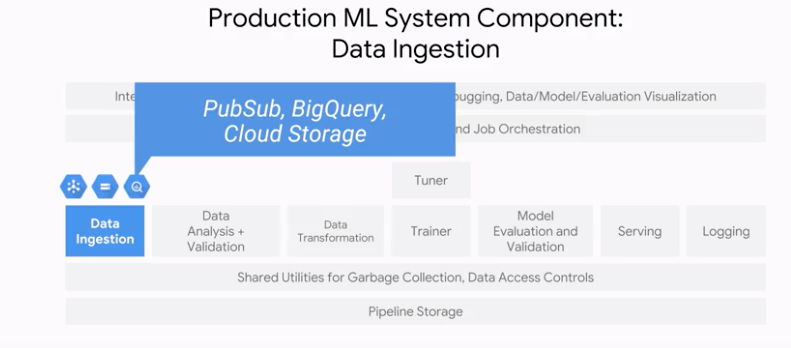 Production ML System Component:
Data Ingestion
Inte
bugging, Data/Model/Evaluation Visualization
PubSub, BigQuery,
Cloud Storage
nd Job Orchestration
Tuner
Data
Ingestion
Data
Analysis +
Validation
Data
Transformation
Trainer
Model
Evaluation and
Validation
Serving
Logging
Shared Utilities for Garbage Collection, Data Access Controls
Pipeline Storage